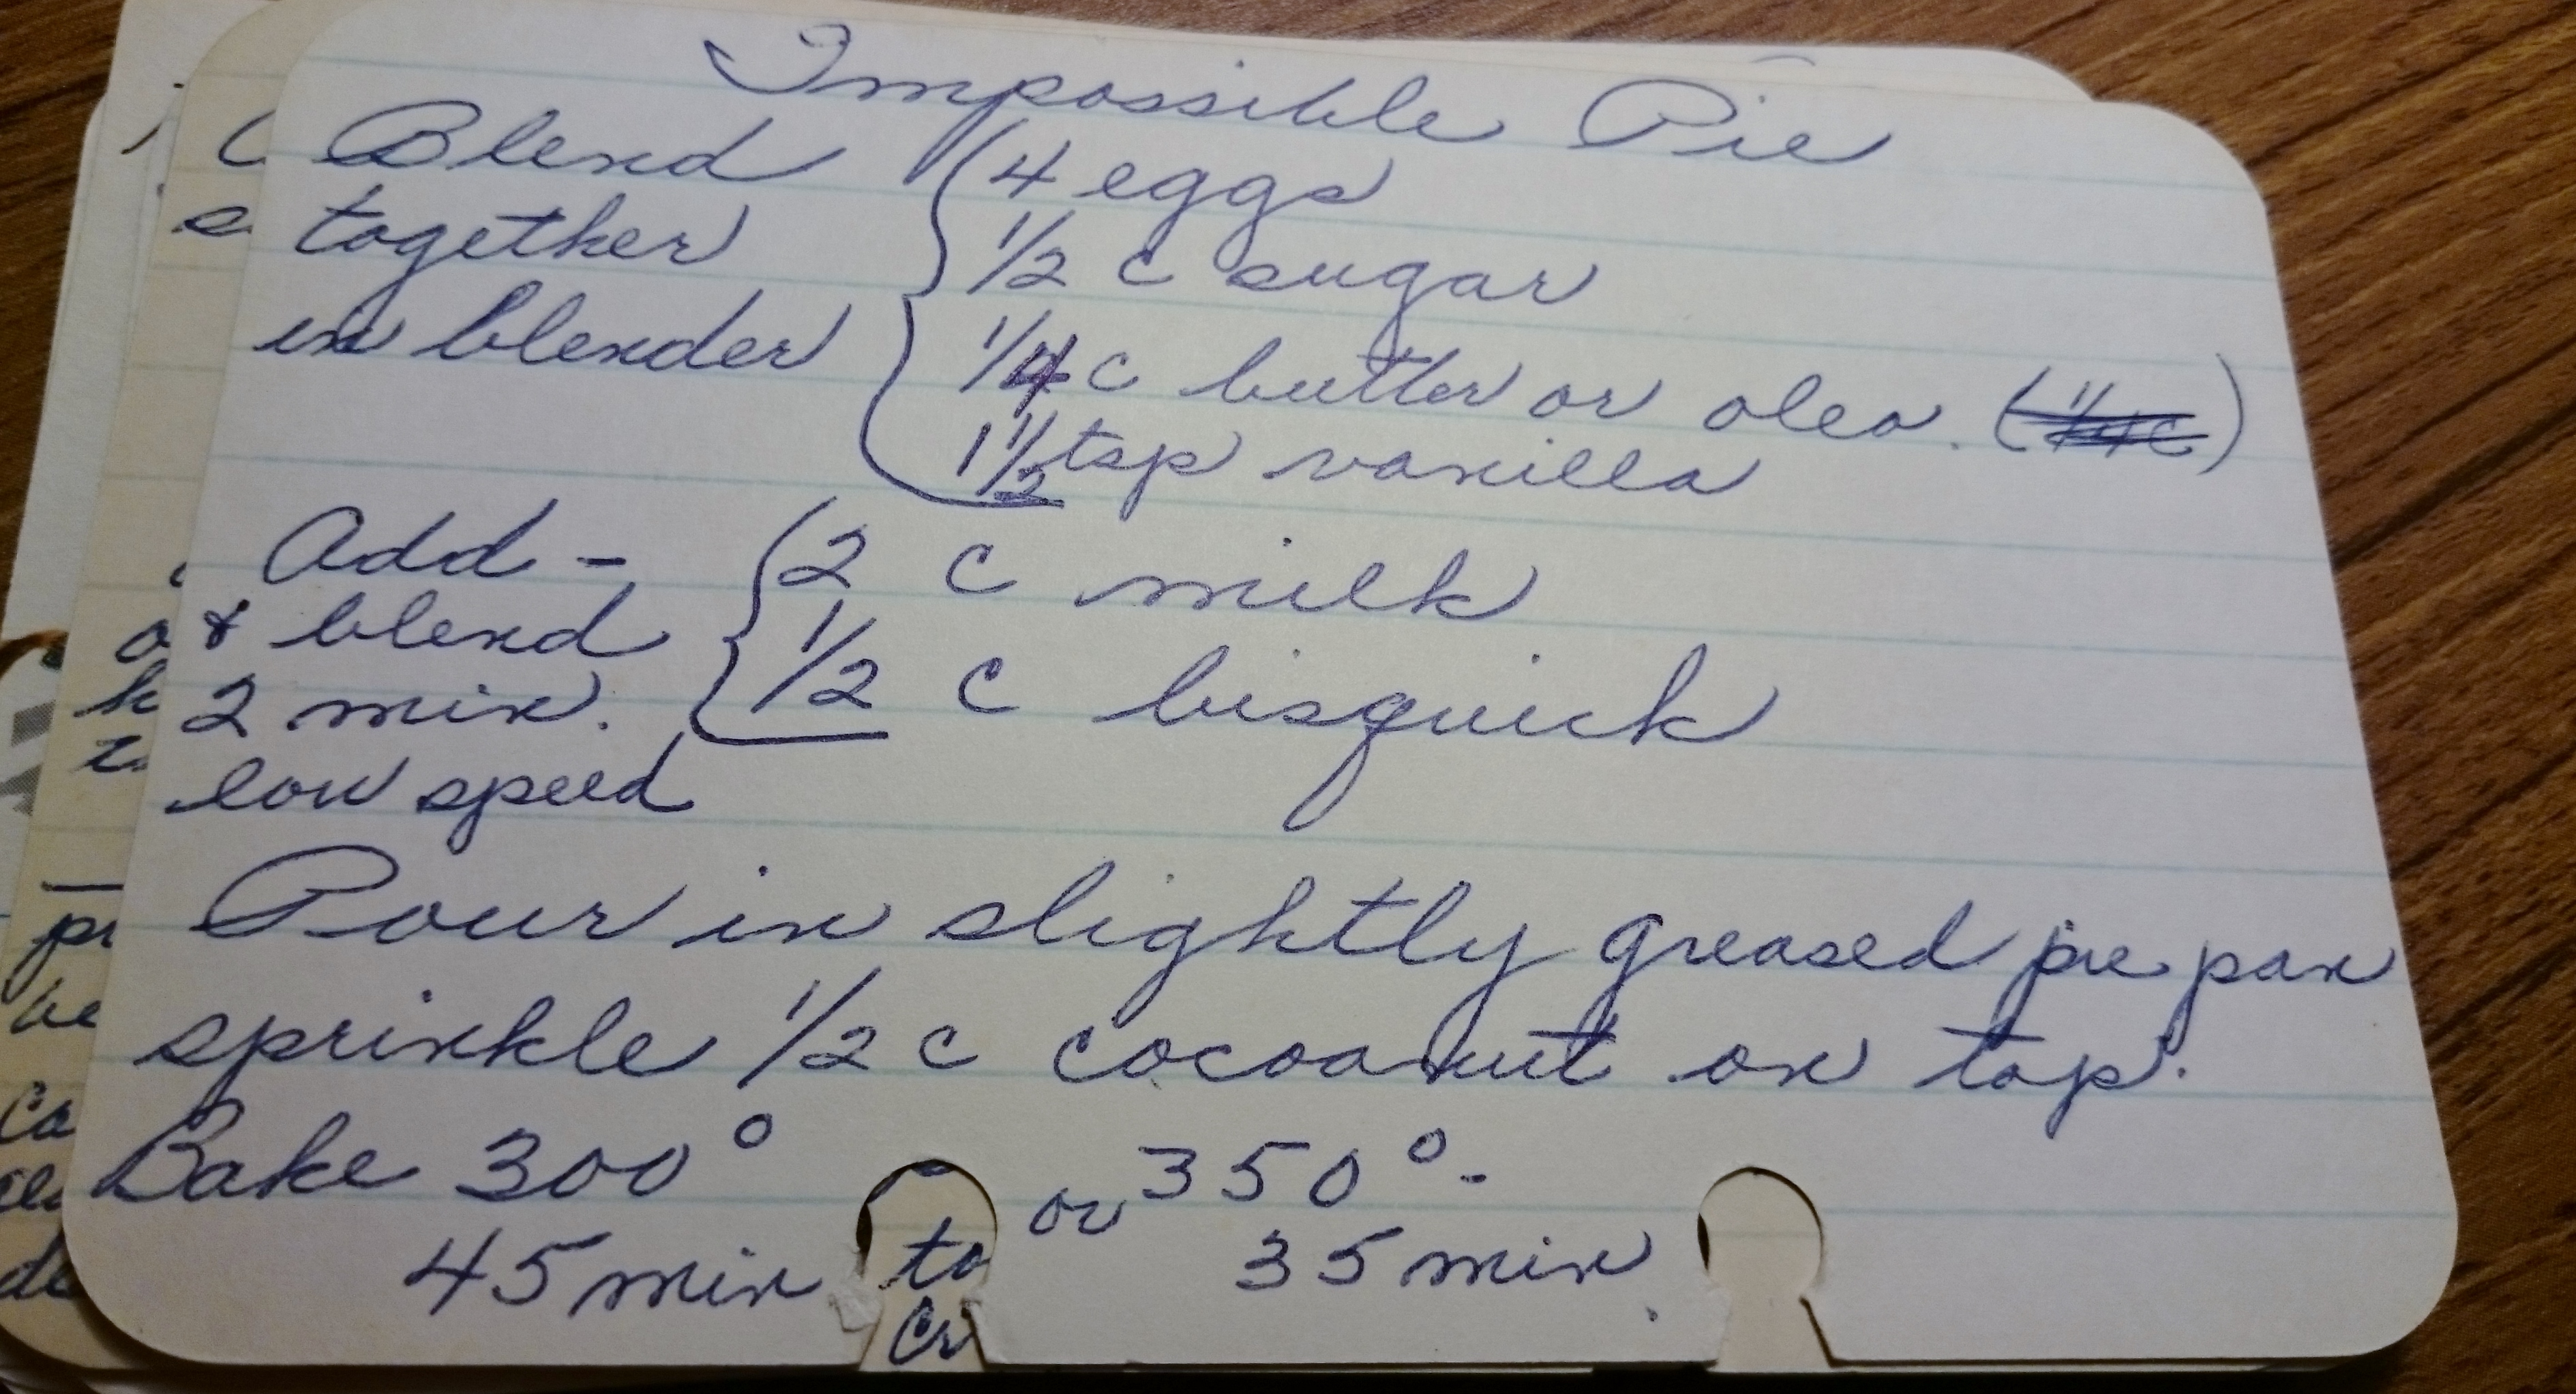 Impossible Pie
Blend together in blender
4 eggs
1/2 c sugar
1/4 c butter or oleo. (1/4 c)
1 1/2 tsp vanilla
Add - & blend 2 min. low speed
2 c milk
1/2 c bisquick
Pour in slightly greased pie pan
sprinkle 1/2 c cocoanut on top.
Bake 300° or 350°-
45 min 35 min.